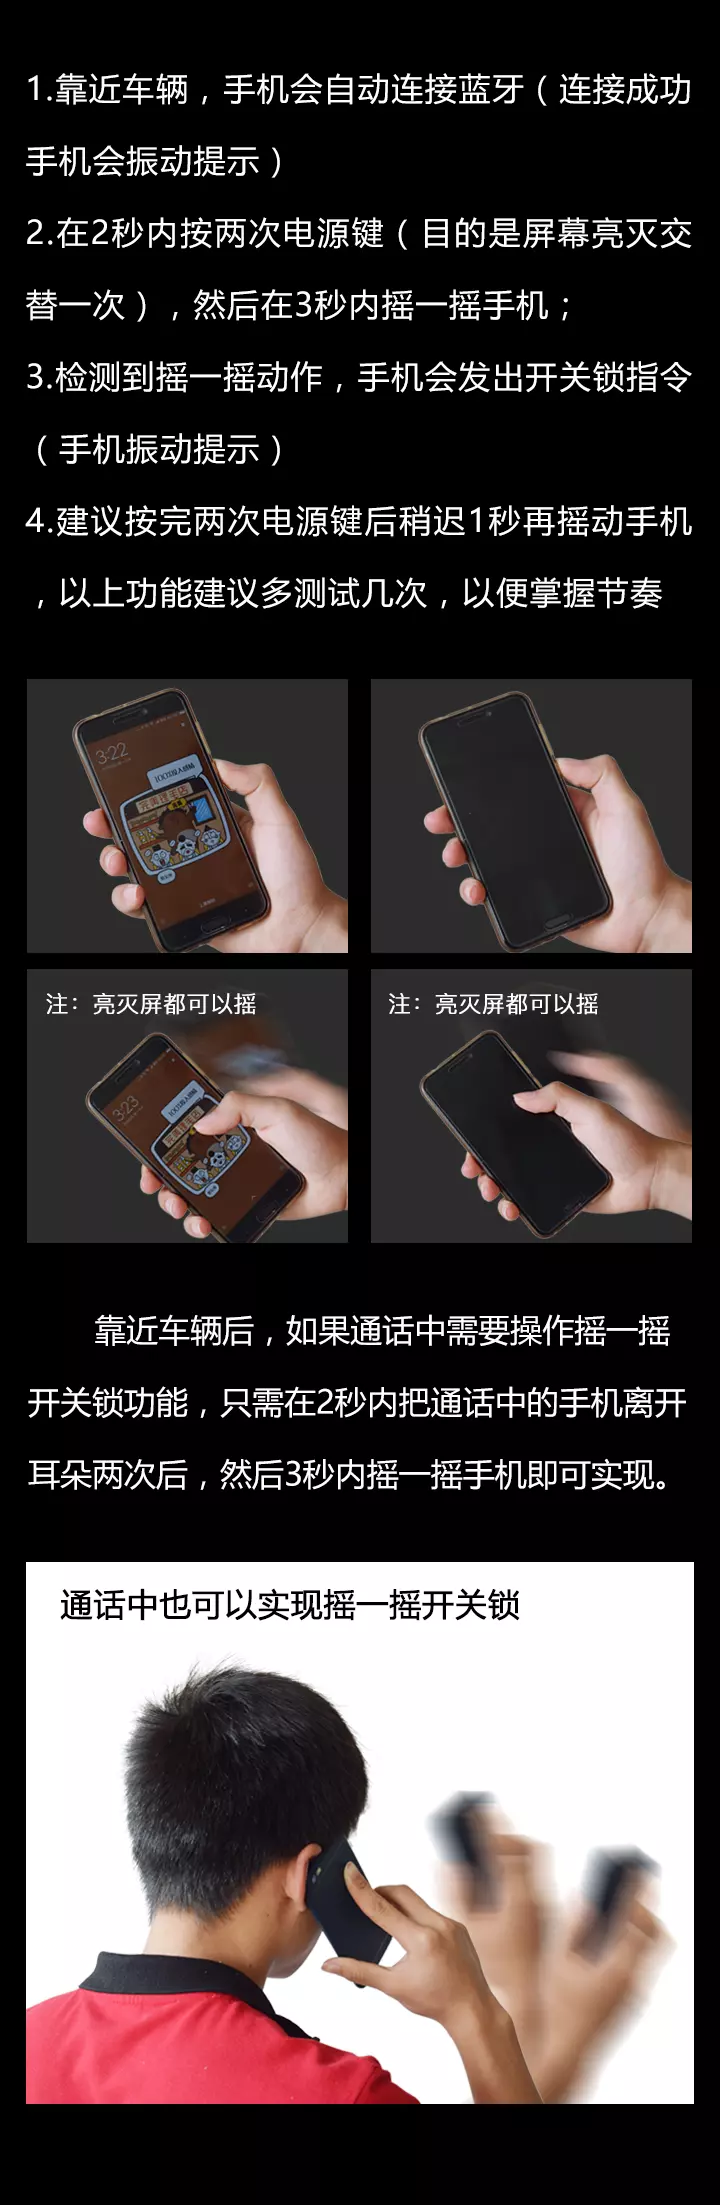 1.靠近车辆，手机会自动连接蓝牙（连接成功
手机会振动提示）
2.在2秒内按两次电源键（目的是屏幕亮灭交
替一次），然后在3秒内摇一摇手机；
3.检测到摇一摇动作，手机会发出开关锁指令
（手机振动提示）
4.建议按完两次电源键后稍迟1秒再摇动手机
，以上功能建议多测试几次，以便掌握节奏
3:22
注：亮灭屏都可以摇
注：亮灭屏都可以摇
3:23
靠近车辆后，如果通话中需要操作摇一摇
开关锁功能，只需在2秒内把通话中的手机离开
耳朵两次后，然后3秒内摇一摇手机即可实现。
通话中也可以实现摇一摇开关锁